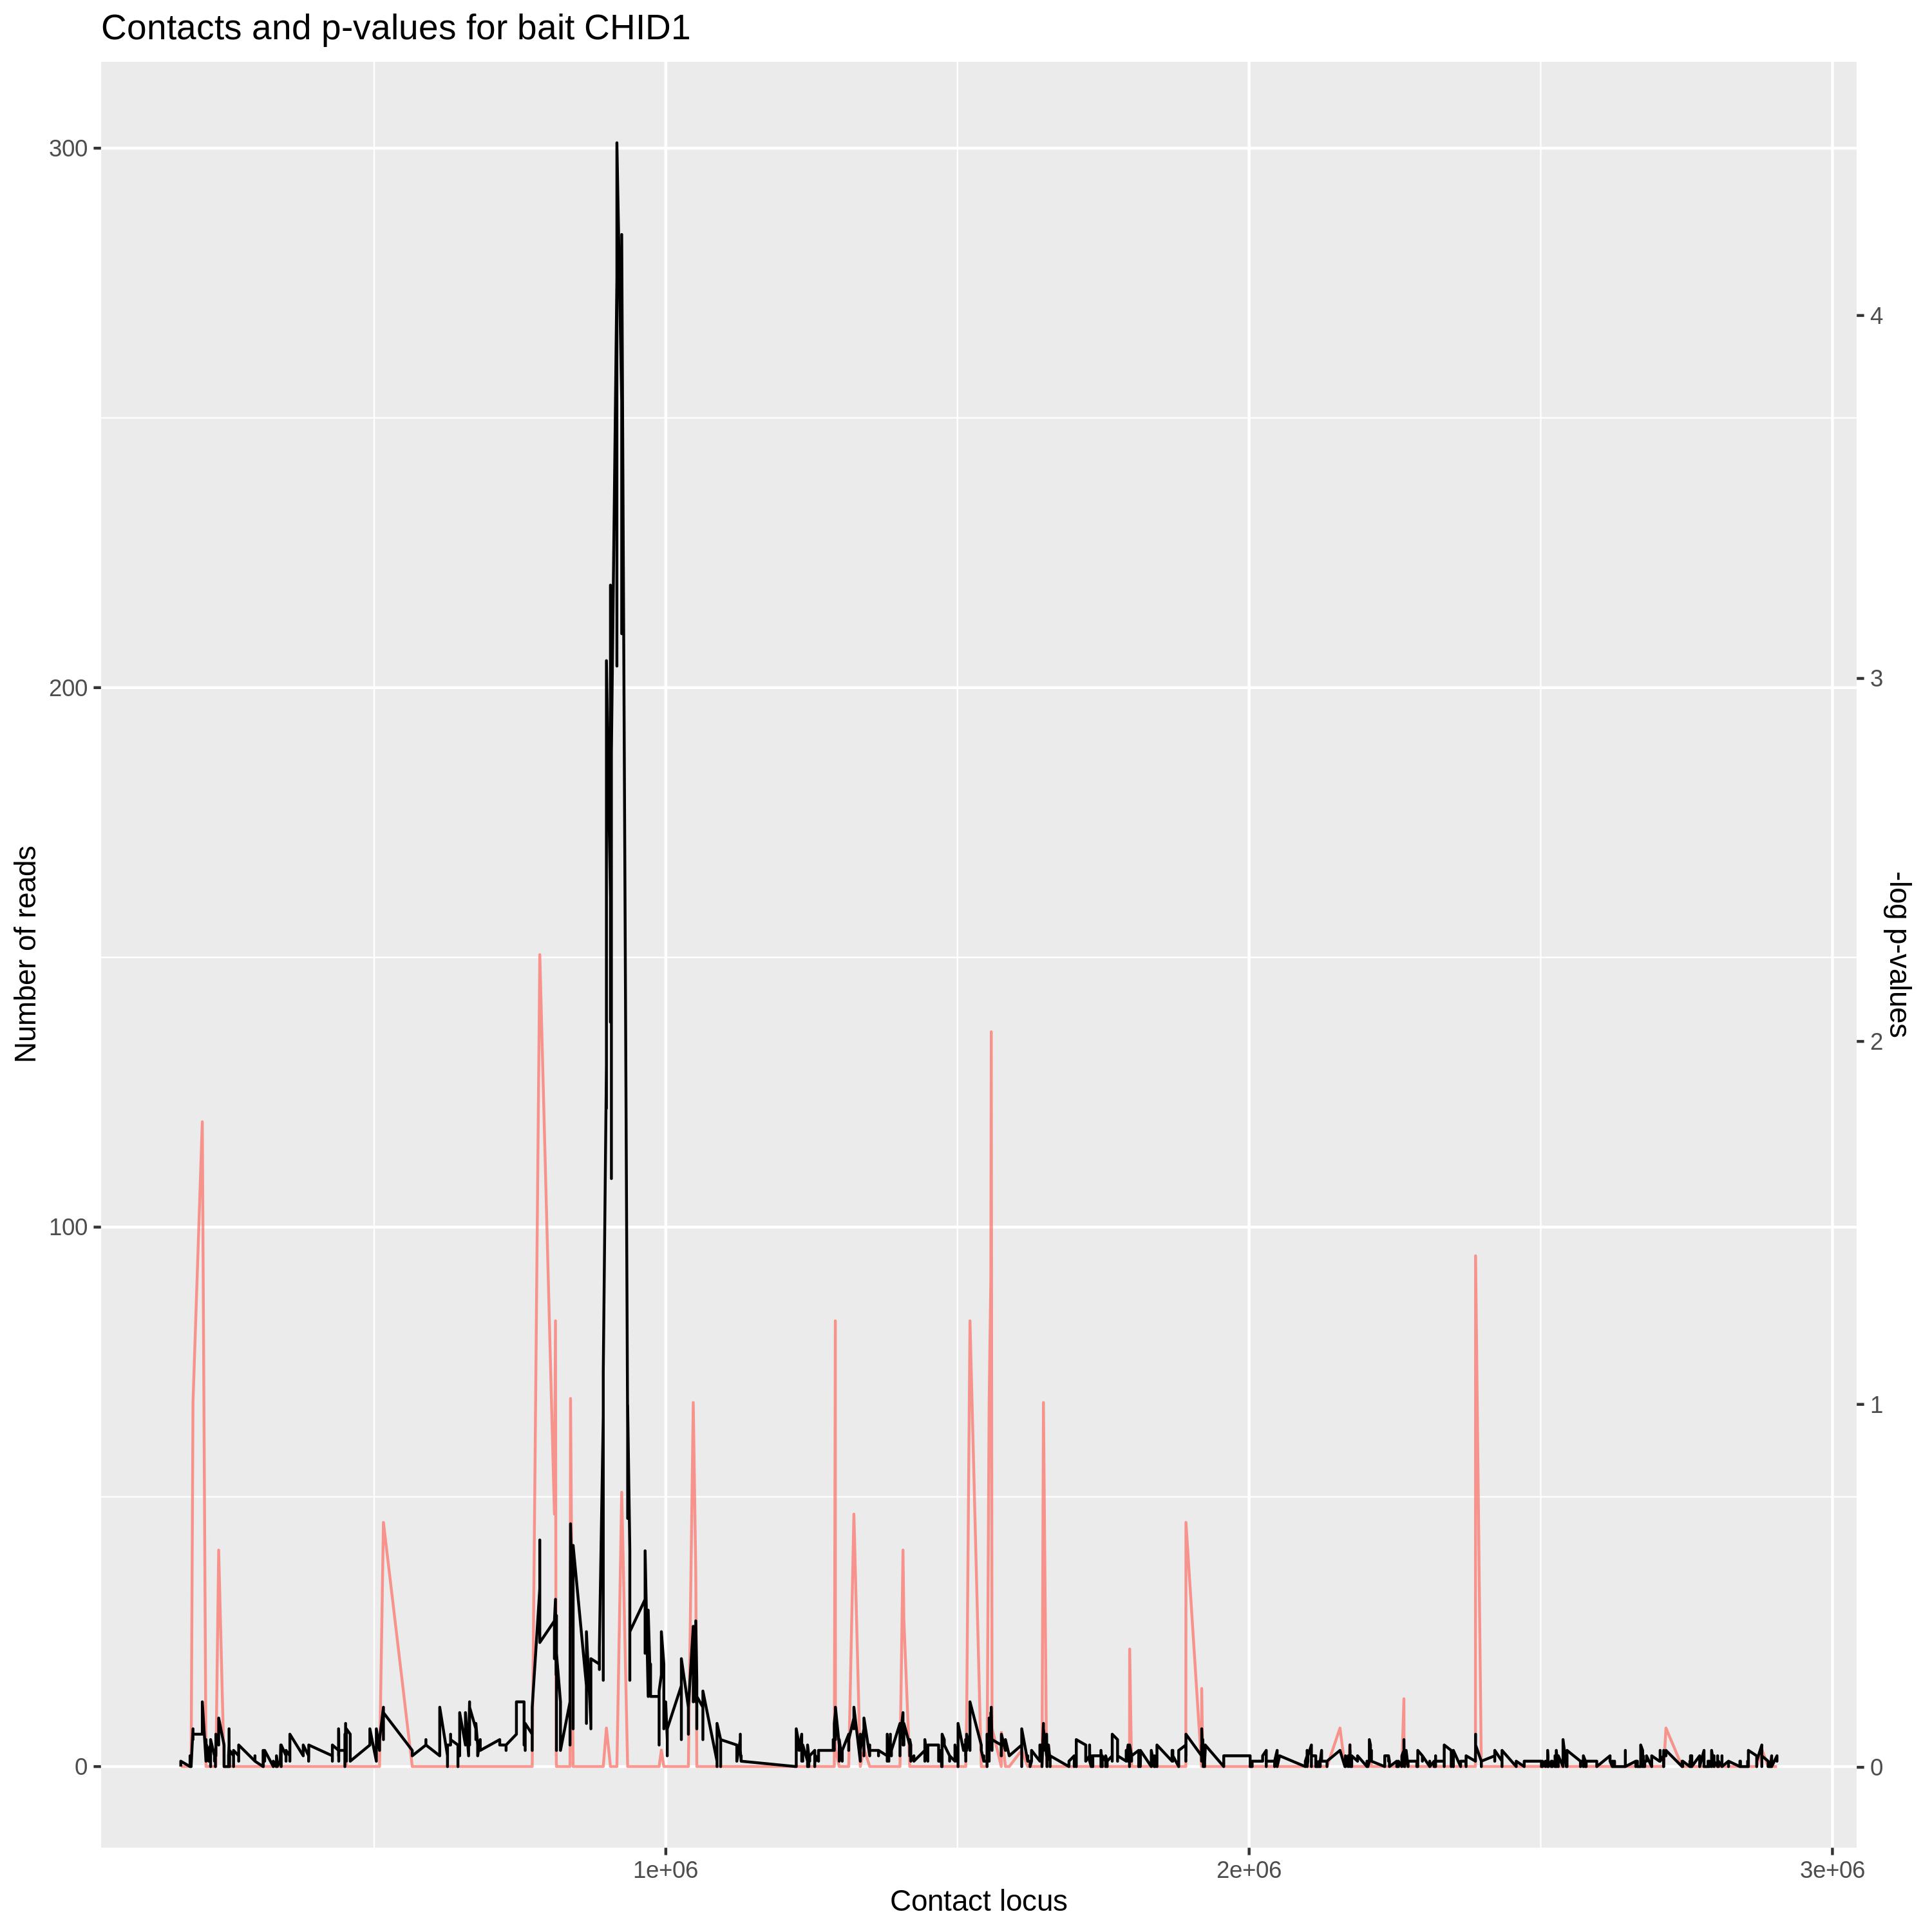 Contacts and p-values for bait CHID1
300
200
100
0
4
3
2
1
0
Number of reads
-log p-values
1e+06
2e+06
3e+06
Contact locus